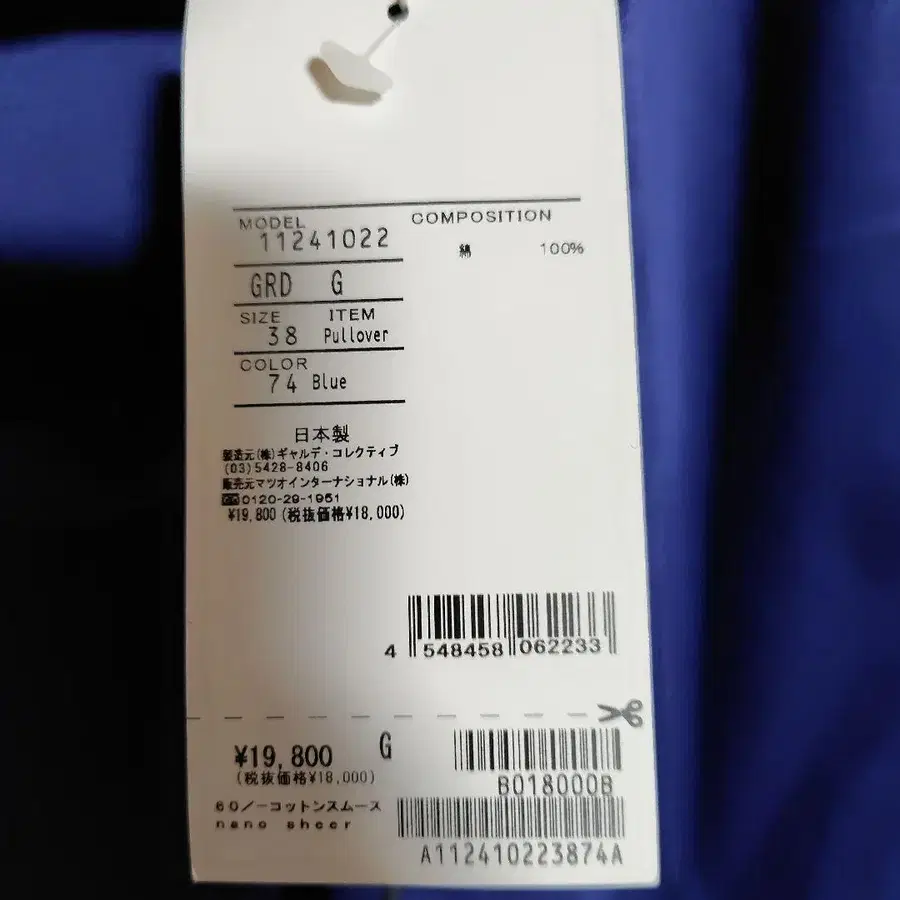 MODEL
11241022
GRD G
SIZE ITEM
38 Pullover
COLOR
74 Blue
COMPOSITION
綿 100%
日本製
製造元(株)ギャルデ・コレクティブ
(03)5428-8406
販売元マツオインターナショナル(株)
0120-29-1951
¥19,800(税抜価格¥18,000)
4 548458 062233
¥19,800 G
(税抜価格¥18,000)
B018000B
60/-コットンスムース
nano sheer
A112410223874A